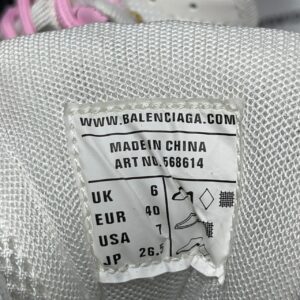 WWW.BALENCIAGA.COM
MADE IN CHINA
ART NO.568614
UK 6
EUR 40
USA 7
JP 26.5